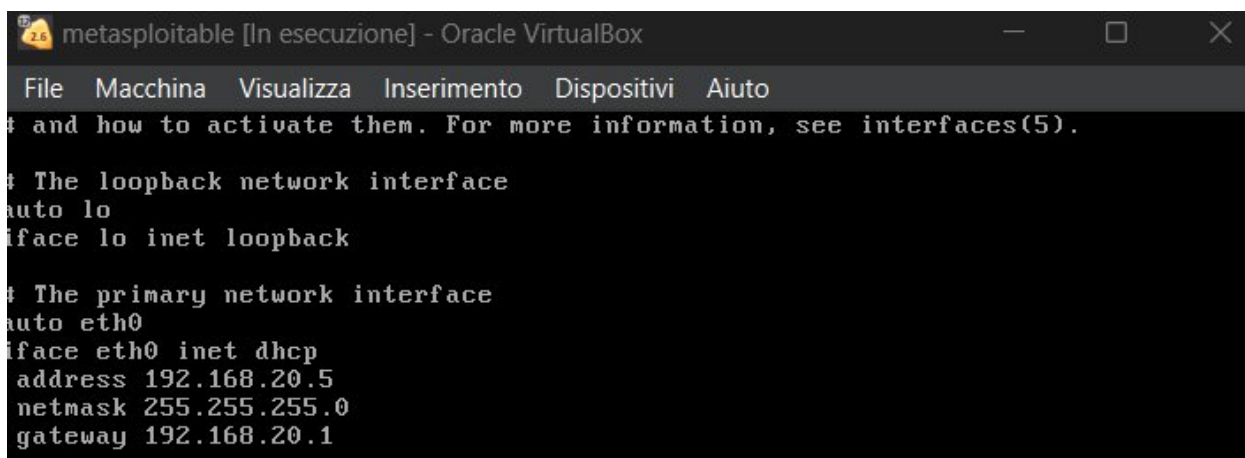 2.6
metasploitable [In esecuzione] - Oracle VirtualBox
File Macchina Visualizza Inserimento Dispositivi Aiuto
# and how to activate them. For more information, see interfaces(5).
# The loopback network interface
auto lo
iface lo inet loopback
# The primary network interface
auto eth0
iface eth0 inet dhcp
address 192.168.20.5
netmask 255.255.255.0
gateway 192.168.20.1